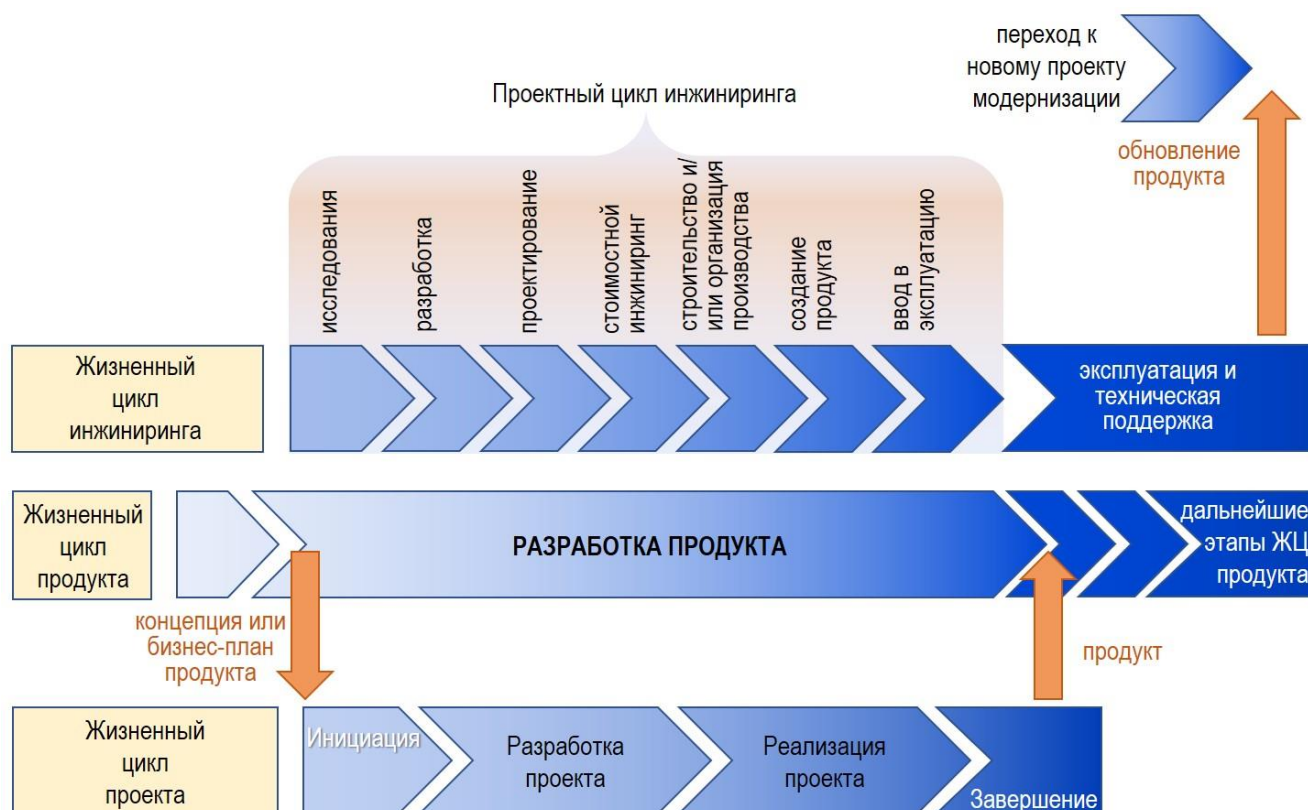 переход к
новому проекту
модернизации
Проектный цикл инжиниринга
обновление
продукта
исследования
разработка
проектирование
стоимостной
инжиниринг
строительство и/
или организация
производства
создание
продукта
ввод в
эксплуатацию
Жизненный
цикл
инжиниринга
эксплуатация и
техническая
поддержка
Жизненный
цикл
продукта
РАЗРАБОТКА ПРОДУКТА
дальнейшие
этапы ЖЦ
продукта
концепция или
бизнес-план
продукта
продукт
Жизненный
цикл
проекта
Инициация
Разработка
проекта
Реализация
проекта
Завершение